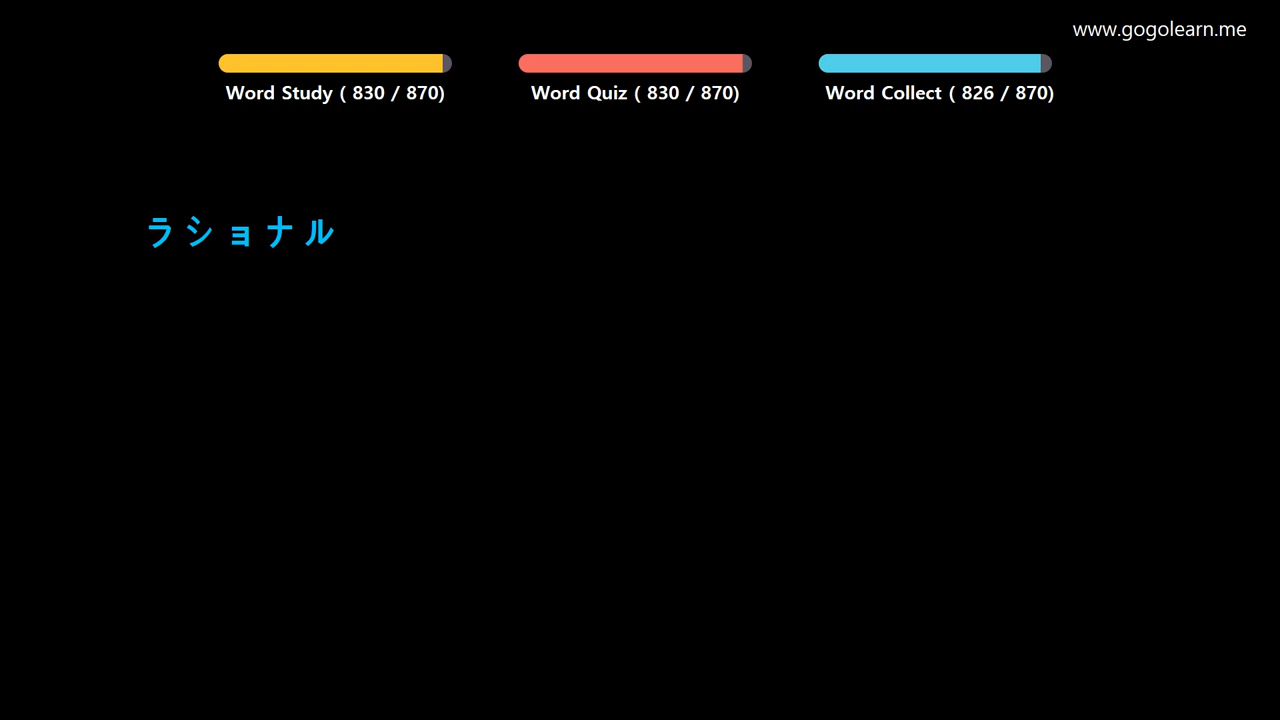 www.gogolearn.me
Word Study ( 830 / 870)
Word Quiz ( 830 / 870)
Word Collect ( 826 / 870)
ラショナル